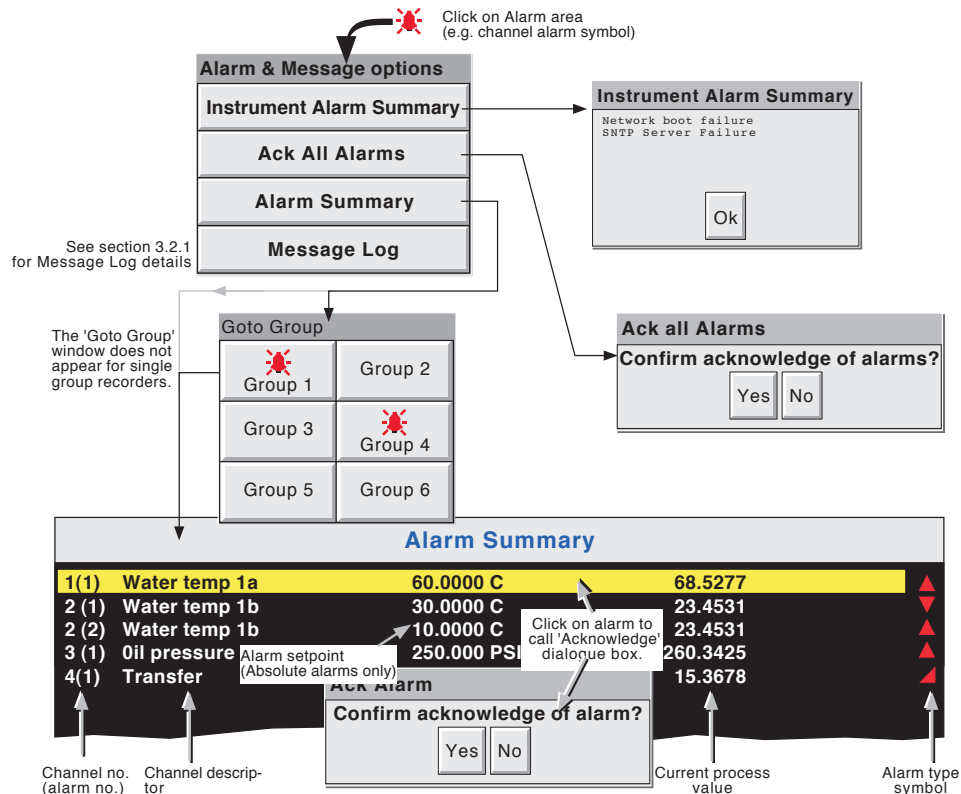 Click on Alarm area
(e.g. channel alarm symbol)
Alarm & Message options
Instrument Alarm Summary
Ack All Alarms
Alarm Summary
Message Log
See section 3.2.1
for Message Log details
Instrument Alarm Summary
Network boot failure
SNTP Server Failure
Ok
The 'Goto Group'
window does not
appear for single
group recorders.
Goto Group
Group 1
Group 2
Group 3
Group 4
Group 5
Group 6
Ack all Alarms
Confirm acknowledge of alarms?
Yes No
Alarm Summary
1(1) Water temp 1a 60.0000 C 68.5277
2 (1) Water temp 1b 30.0000 C 23.4531
2 (2) Water temp 1b 10.0000 C 23.4531
3 (1) 0il pressure 250.000 PSI 260.3425
4(1) Transfer 15.3678
Click on alarm to
call 'Acknowledge'
dialogue box.
Alarm setpoint
(Absolute alarms only)
Ack Alarm
Confirm acknowledge of alarm?
Yes No
Channel no.
(alarm no.)
Channel descrip-
tor
Current process
value
Alarm type
symbol